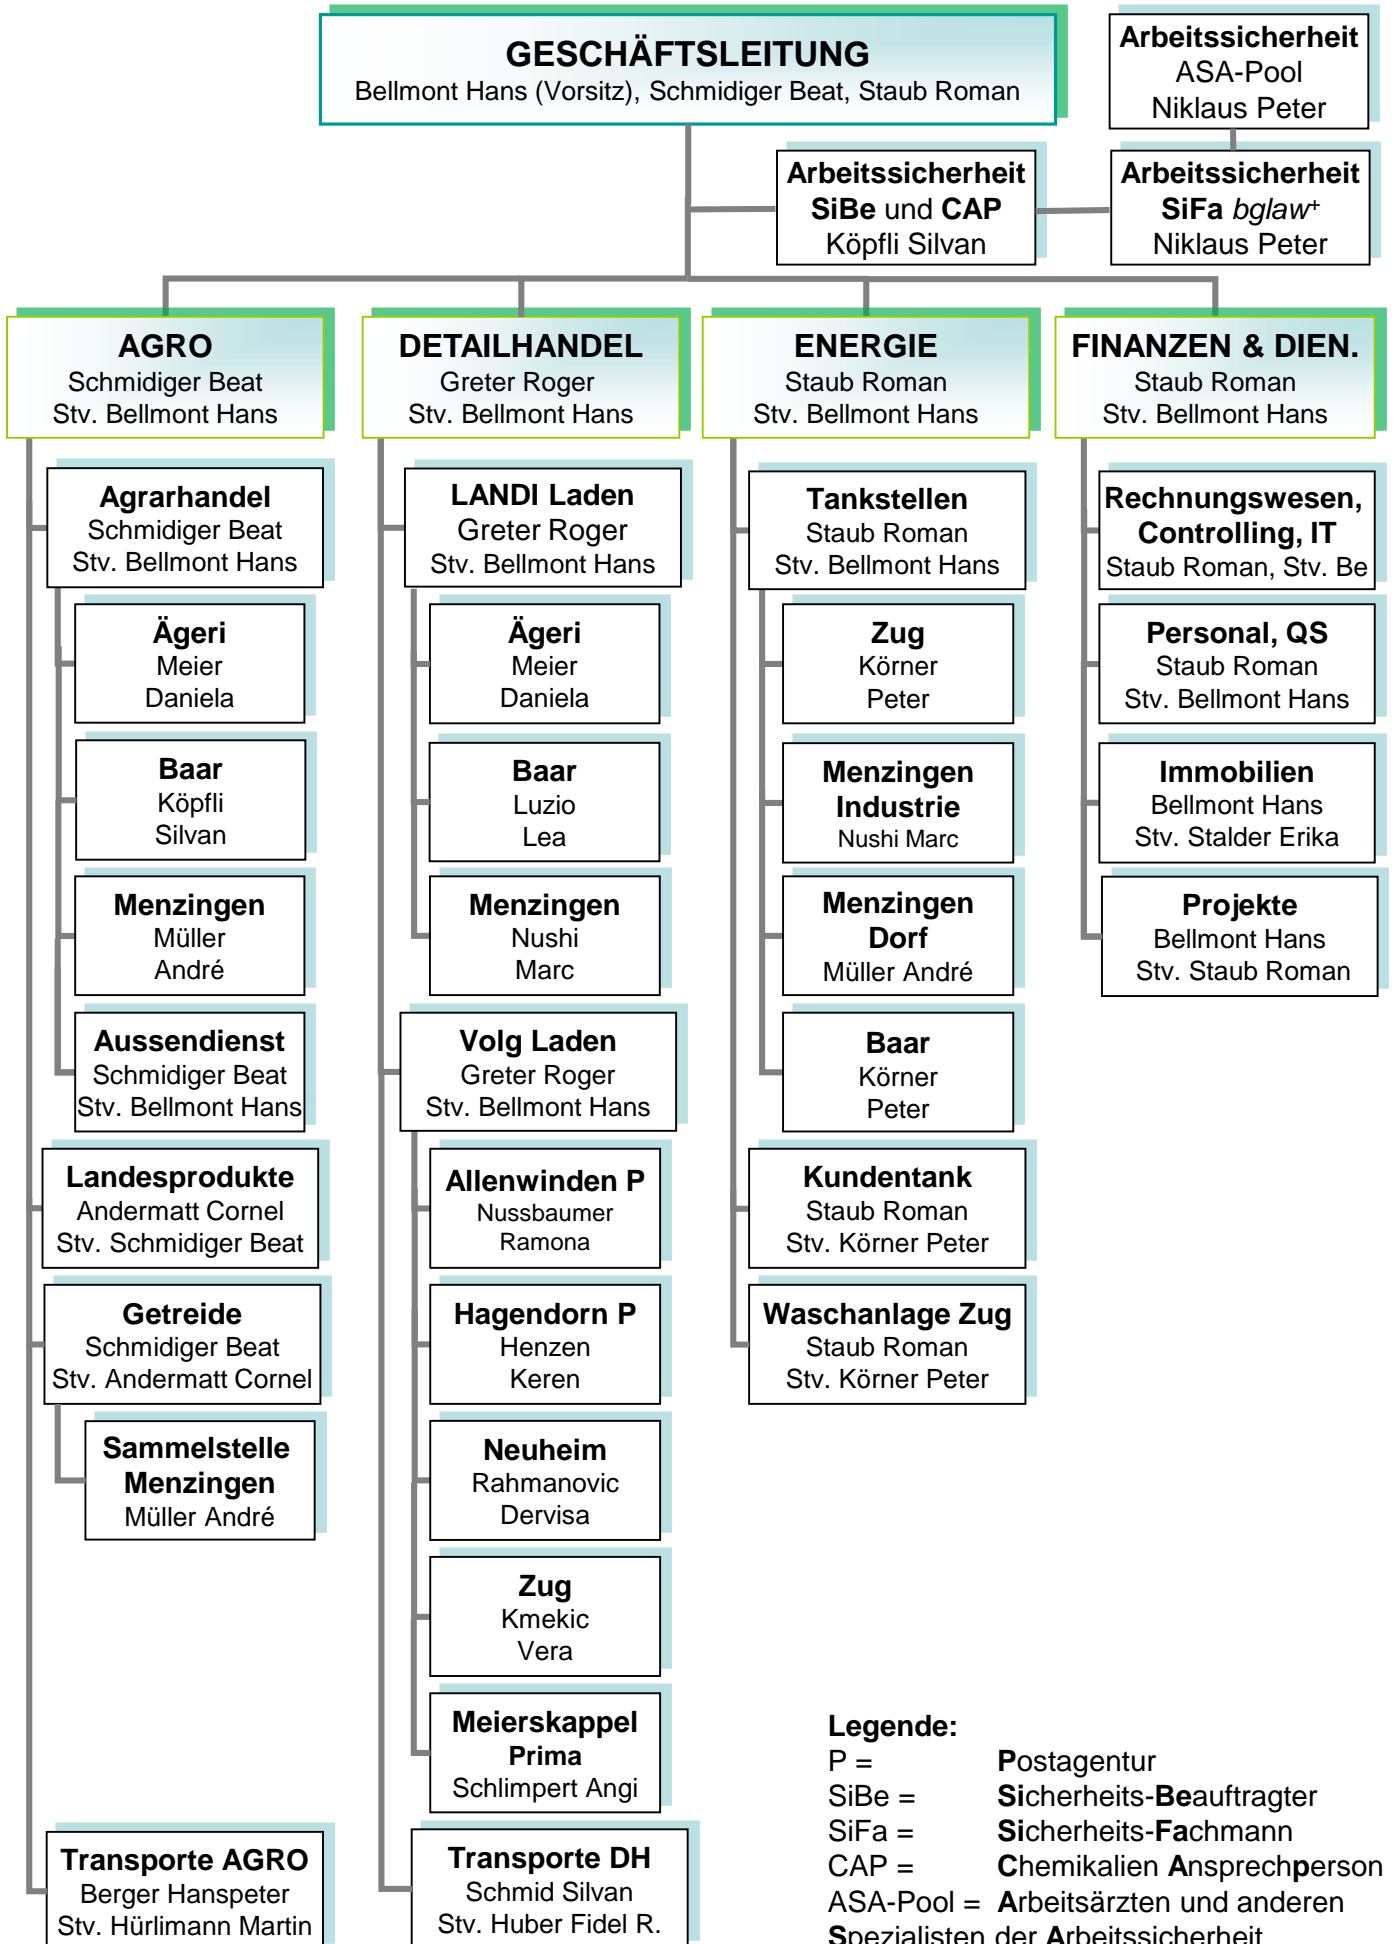 GESCHÄFTSLEITUNG
Bellmont Hans (Vorsitz), Schmidiger Beat, Staub Roman
Arbeitssicherheit
ASA-Pool
Niklaus Peter
Arbeitssicherheit
SiBe und CAP
Köpfli Silvan
Arbeitssicherheit
SiFa bglaw+
Niklaus Peter
AGRO
Schmidiger Beat
Stv. Bellmont Hans
Agrarhandel
Schmidiger Beat
Stv. Bellmont Hans
Ägeri
Meier
Daniela
Baar
Köpfli
Silvan
Menzingen
Müller
André
Aussendienst
Schmidiger Beat
Stv. Bellmont Hans
Landesprodukte
Andermatt Cornel
Stv. Schmidiger Beat
Getreide
Schmidiger Beat
Stv. Andermatt Cornel
Sammelstelle
Menzingen
Müller André
Transporte AGRO
Berger Hanspeter
Stv. Hürlimann Martin
DETAILHANDEL
Greter Roger
Stv. Bellmont Hans
LANDI Laden
Greter Roger
Stv. Bellmont Hans
Ägeri
Meier
Daniela
Baar
Luzio
Lea
Menzingen
Nushi
Marc
Volg Laden
Greter Roger
Stv. Bellmont Hans
Allenwinden P
Nussbaumer
Ramona
Hagendorn P
Henzen
Keren
Neuheim
Rahmanovic
Dervisa
Zug
Kmekic
Vera
Meierskappel
Prima
Schlimpert Angi
Transporte DH
Schmid Silvan
Stv. Huber Fidel R.
ENERGIE
Staub Roman
Stv. Bellmont Hans
Tankstellen
Staub Roman
Stv. Bellmont Hans
Zug
Körner
Peter
Menzingen
Industrie
Nushi Marc
Menzingen
Dorf
Müller André
Baar
Körner
Peter
Kundentank
Staub Roman
Stv. Körner Peter
Waschanlage Zug
Staub Roman
Stv. Körner Peter
FINANZEN & DIEN.
Staub Roman
Stv. Bellmont Hans
Rechnungswesen,
Controlling, IT
Staub Roman, Stv. Be
Personal, QS
Staub Roman
Stv. Bellmont Hans
Immobilien
Bellmont Hans
Stv. Stalder Erika
Projekte
Bellmont Hans
Stv. Staub Roman
Legende:
P = Postagentur
SiBe = Sicherheits-Beauftragter
SiFa = Sicherheits-Fachmann
CAP = Chemikalien Ansprechperson
ASA-Pool = Arbeitsärzten und anderen
Spezialisten der Arbeitssicherheit